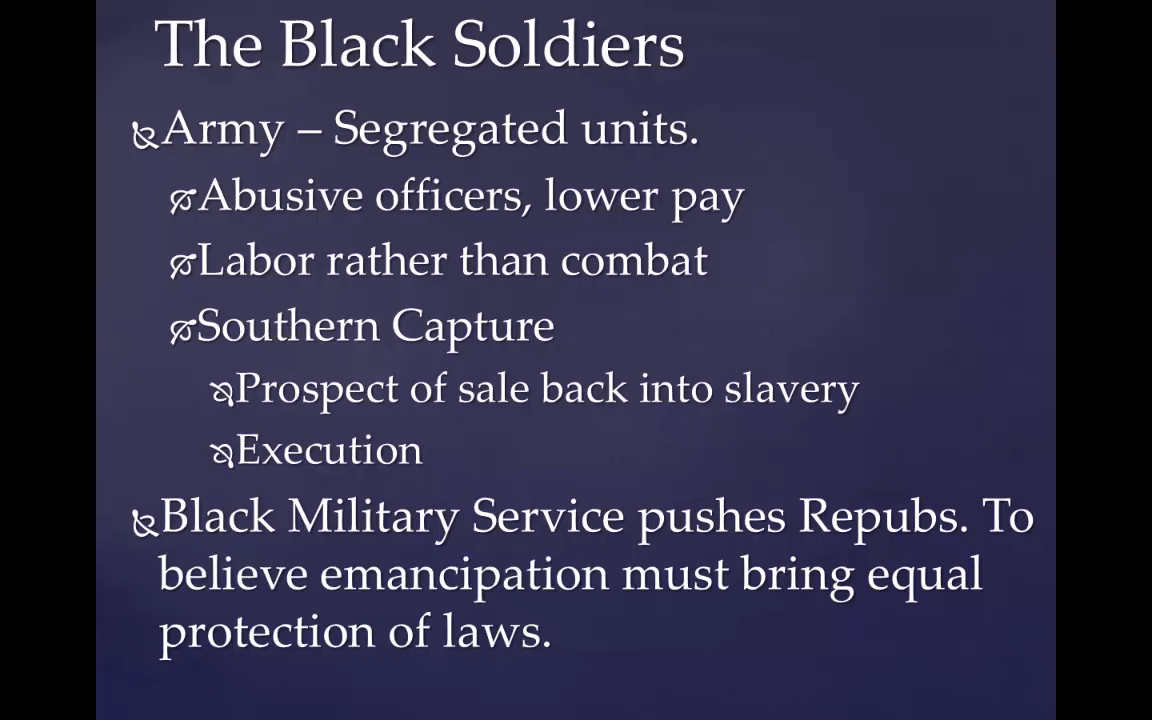 The Black Soldiers
Army – Segregated units.
Abusive officers, lower pay
Labor rather than combat
Southern Capture
Prospect of sale back into slavery
Execution
Black Military Service pushes Repubs. To
believe emancipation must bring equal
protection of laws.